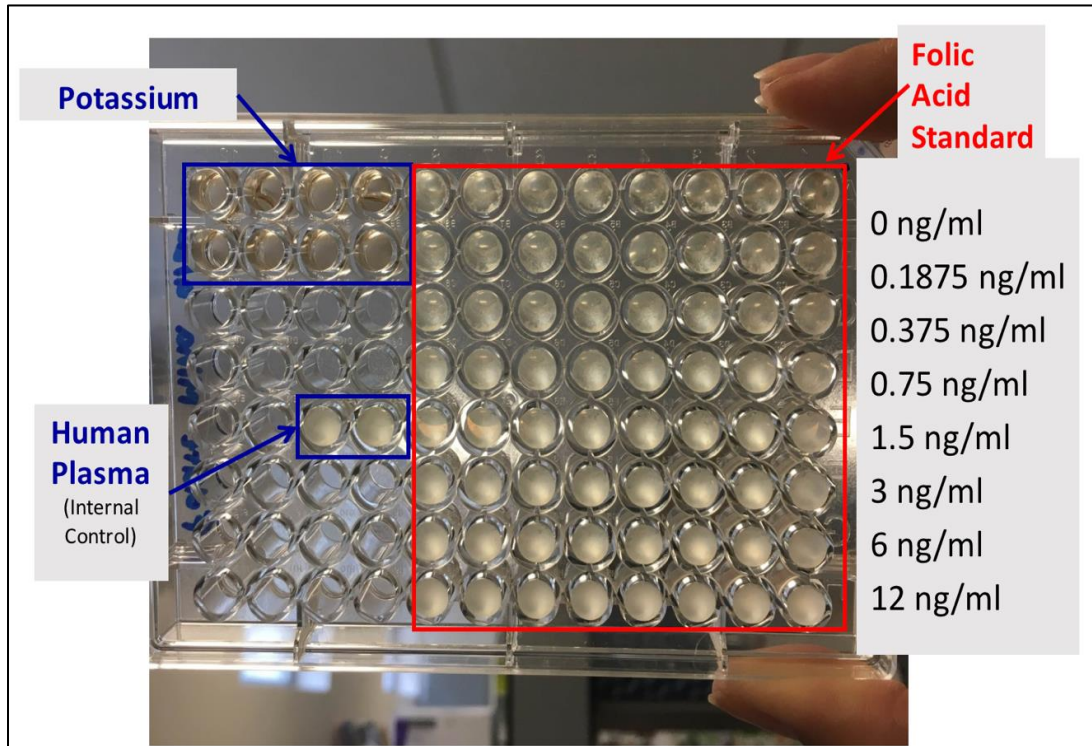 Potassium
Folic
Acid
Standard
0 ng/ml
0.1875 ng/ml
0.375 ng/ml
0.75 ng/ml
1.5 ng/ml
3 ng/ml
6 ng/ml
12 ng/ml
Human
Plasma
(Internal
Control)